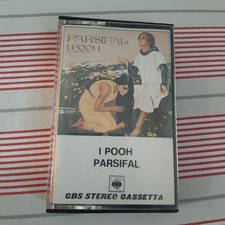 PARSIFAL
I POOH
I POOH
PARSIFAL
CBS STEREO CASSETTA